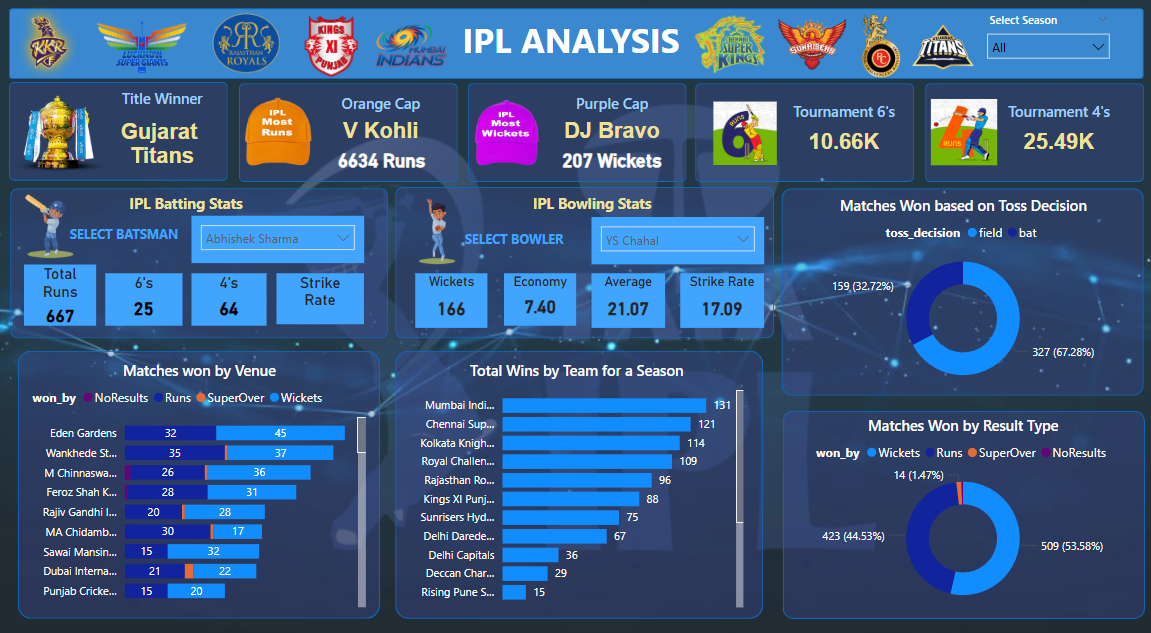 KKR
LUCKNOW
SUPER GIANTS
RR
RAJASTHAN
ROYALS
KINGS
XI
PUNJAB
MUMBAI
INDIANS
IPL ANALYSIS
CHENNAI
SUPER
KINGS
SUNRISERS
TITANS
Select Season
All
Title Winner
Gujarat
Titans
IPL
Most
Runs
Orange Cap
V Kohli
6634 Runs
IPL
Most
Wickets
Purple Cap
DJ Bravo
207 Wickets
RUNS
6
Tournament 6's
10.66K
4
RUNS
Tournament 4's
25.49K
IPL Batting Stats
SELECT BATSMAN
Abhishek Sharma
Total
Runs
667
6's
25
4's
64
Strike
Rate
IPL Bowling Stats
SELECT BOWLER
YS Chahal
Wickets
166
Economy
7.40
Average
21.07
Strike Rate
17.09
Matches Won based on Toss Decision
toss_decision field bat
159 (32.72%)
327 (67.28%)
Matches won by Venue
won_by NoResults Runs SuperOver Wickets
Eden Gardens 32 45
Wankhede St... 35 37
M Chinnaswa... 26 36
Feroz Shah K... 28 31
Rajiv Gandhi I... 20 28
MA Chidamb... 30 17
Sawai Mansin... 15 32
Dubai Interna... 21 22
Punjab Cricke... 15 20
Total Wins by Team for a Season
Mumbai Indi... 131
Chennai Sup... 121
Kolkata Knigh... 114
Royal Challen... 109
Rajasthan Ro... 96
Kings XI Punj... 88
Sunrisers Hyd... 75
Delhi Darede... 67
Delhi Capitals 36
Deccan Char... 29
Rising Pune S... 15
Matches Won by Result Type
won_by Wickets Runs SuperOver NoResults
14 (1.47%)
423 (44.53%)
509 (53.58%)
IPL